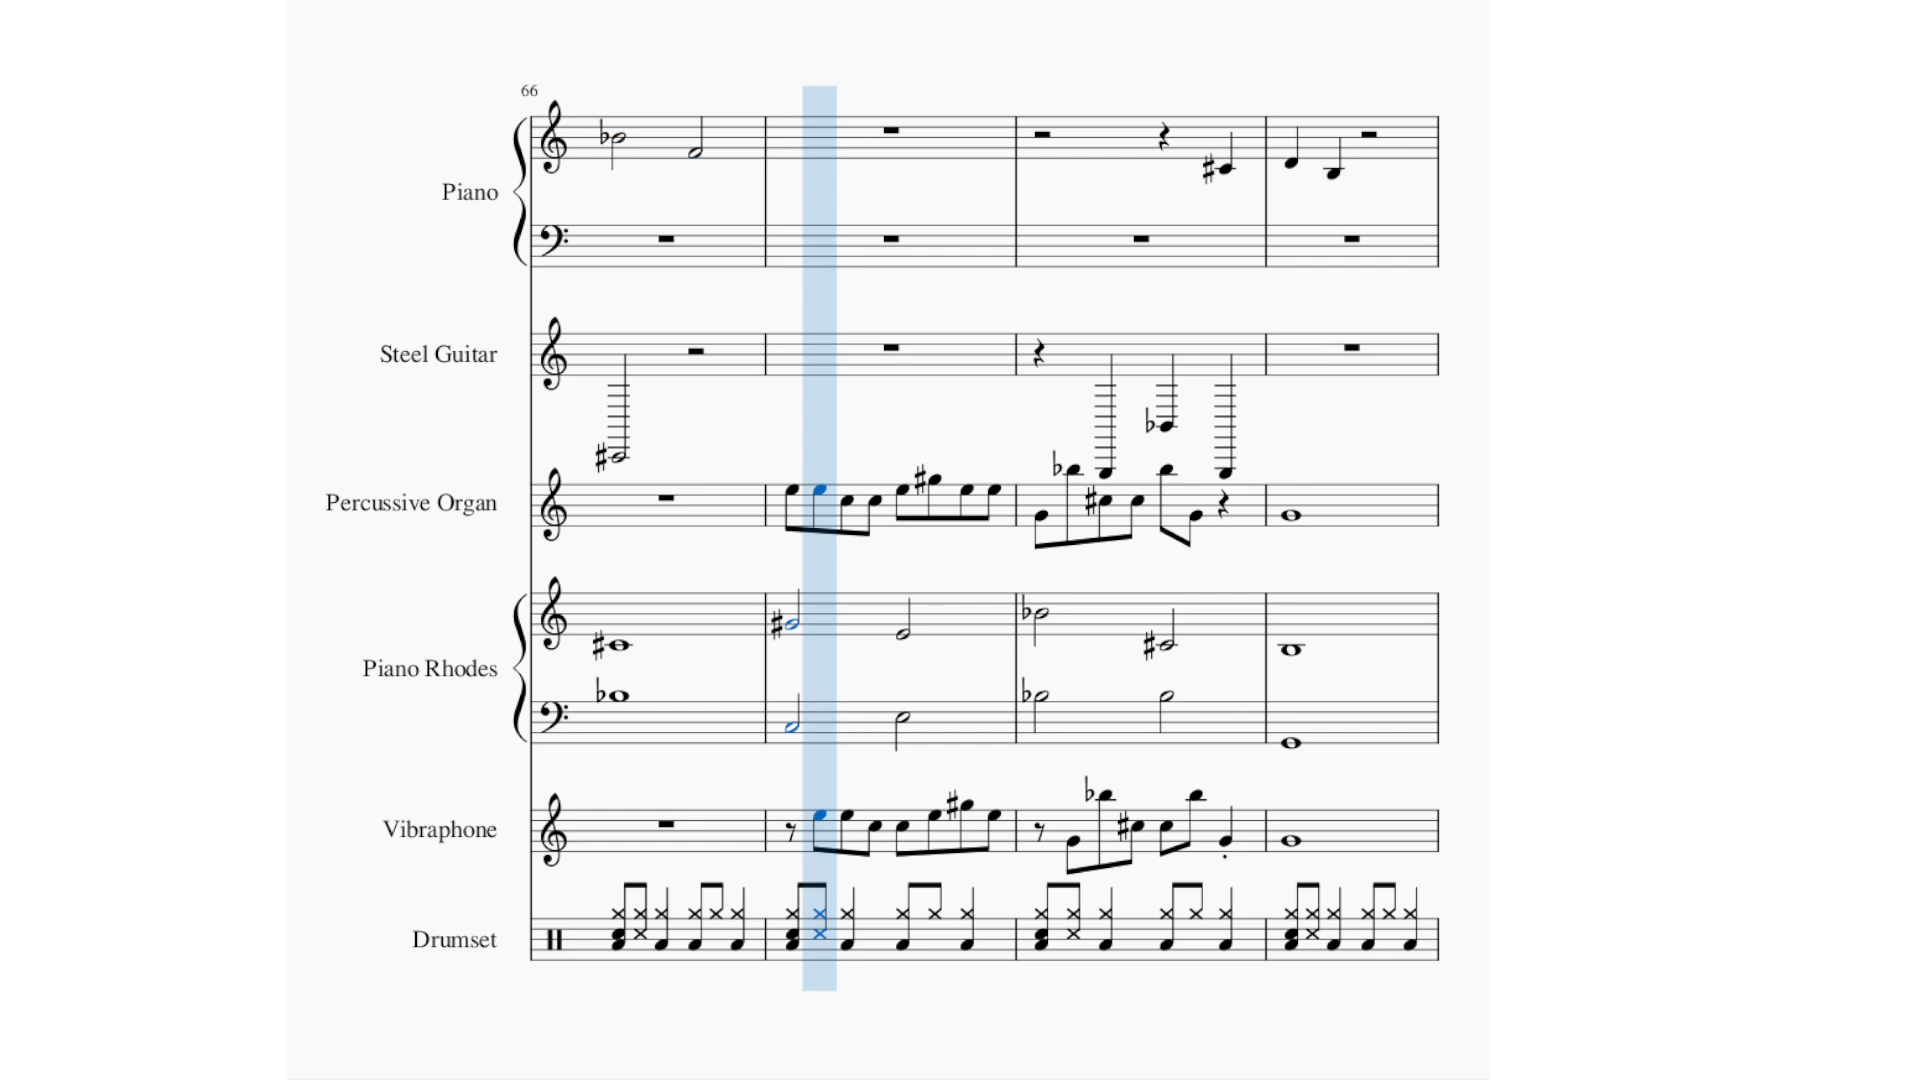 66
Piano
Steel Guitar
Percussive Organ
Piano Rhodes
Vibraphone
Drumset